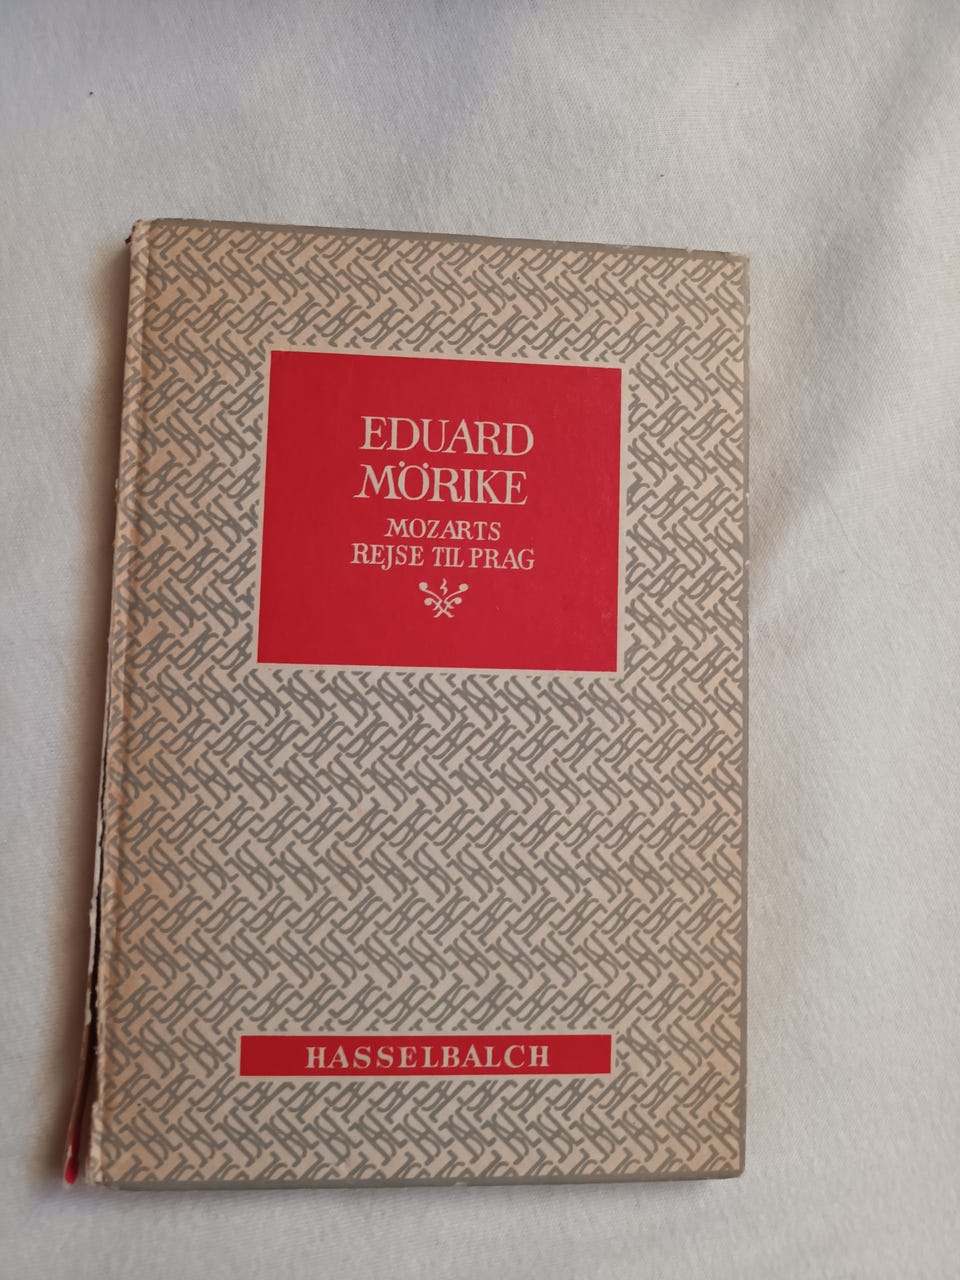 EDUARD
MÖRIKE
MOZARTS
REJSE TIL PRAG
HASSELBALCH